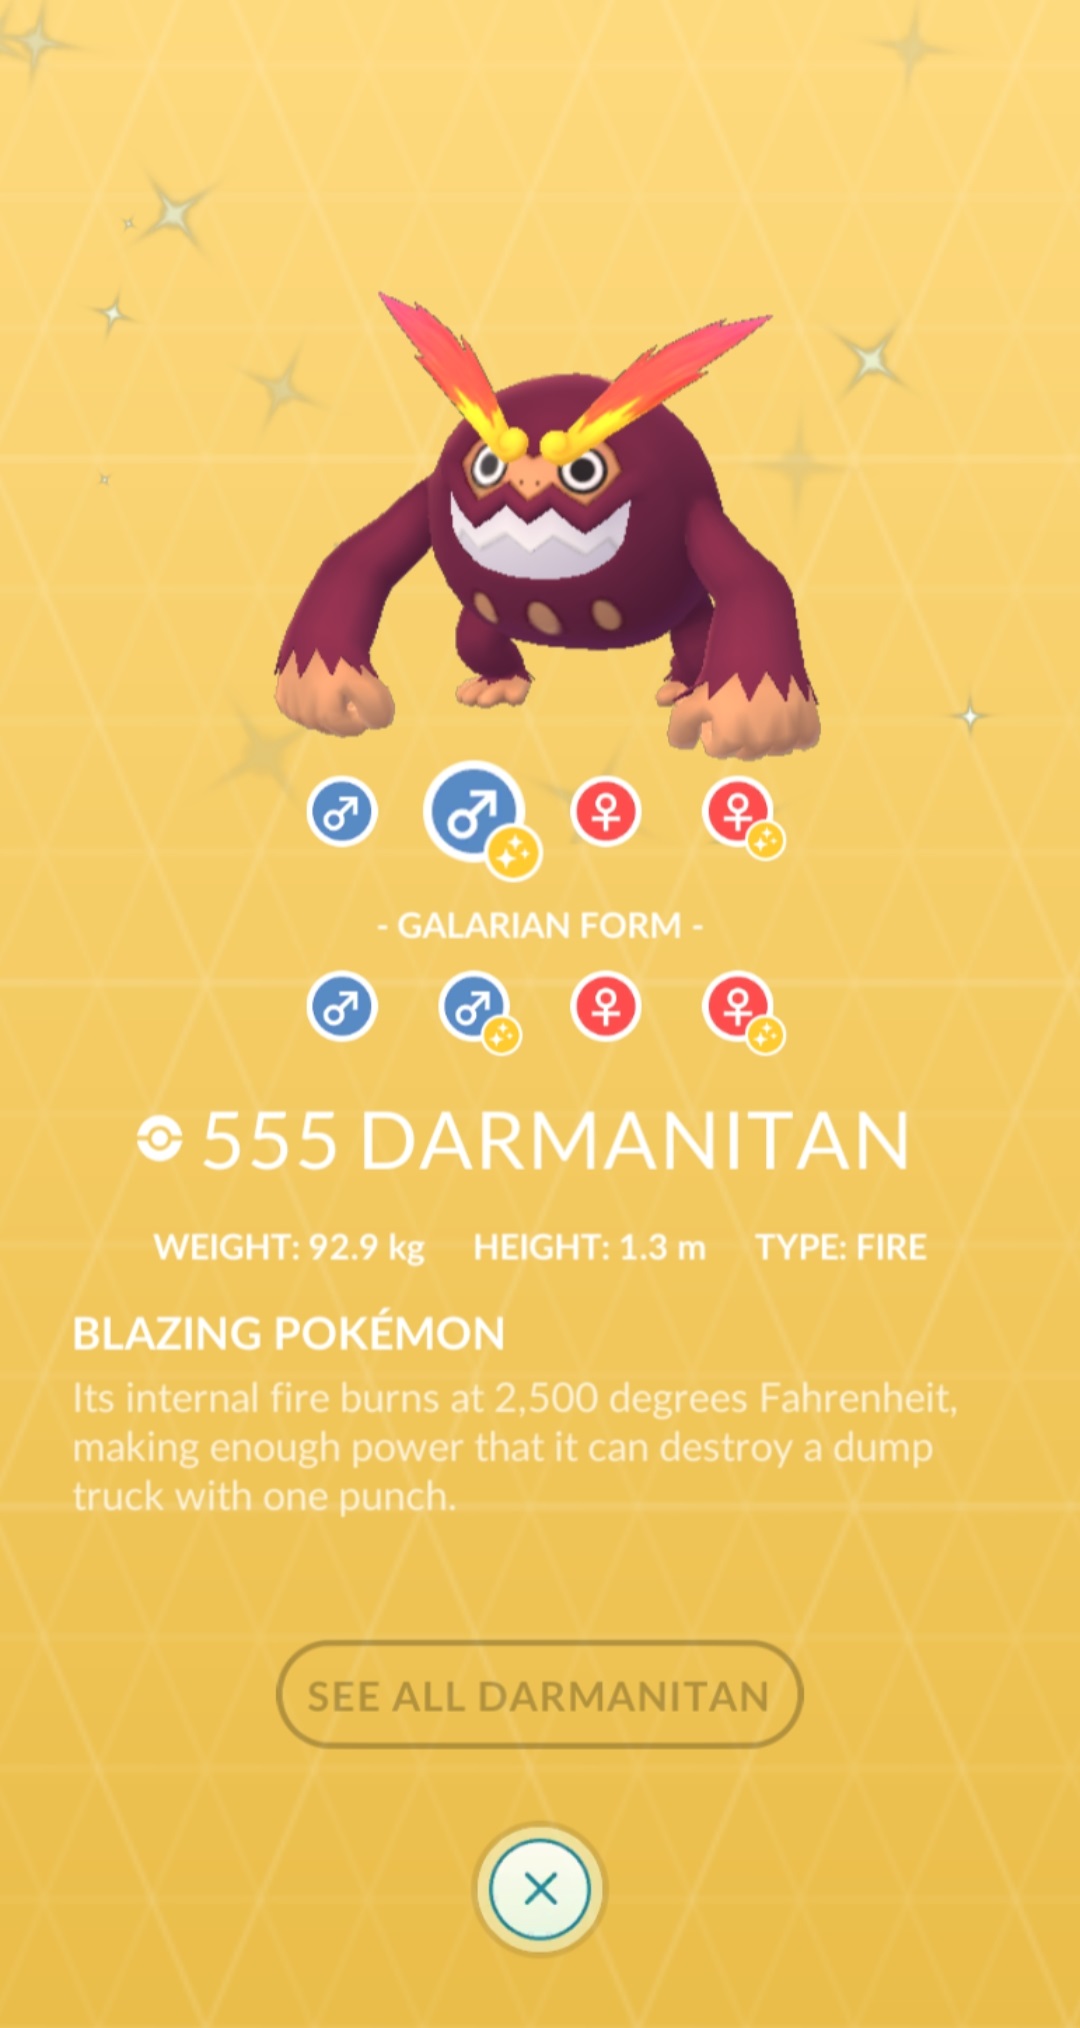 - GALARIAN FORM -
555 DARMANITAN
WEIGHT: 92.9 kg HEIGHT: 1.3 m TYPE: FIRE
BLAZING POKÉMON
Its internal fire burns at 2,500 degrees Fahrenheit,
making enough power that it can destroy a dump
truck with one punch.
SEE ALL DARMANITAN